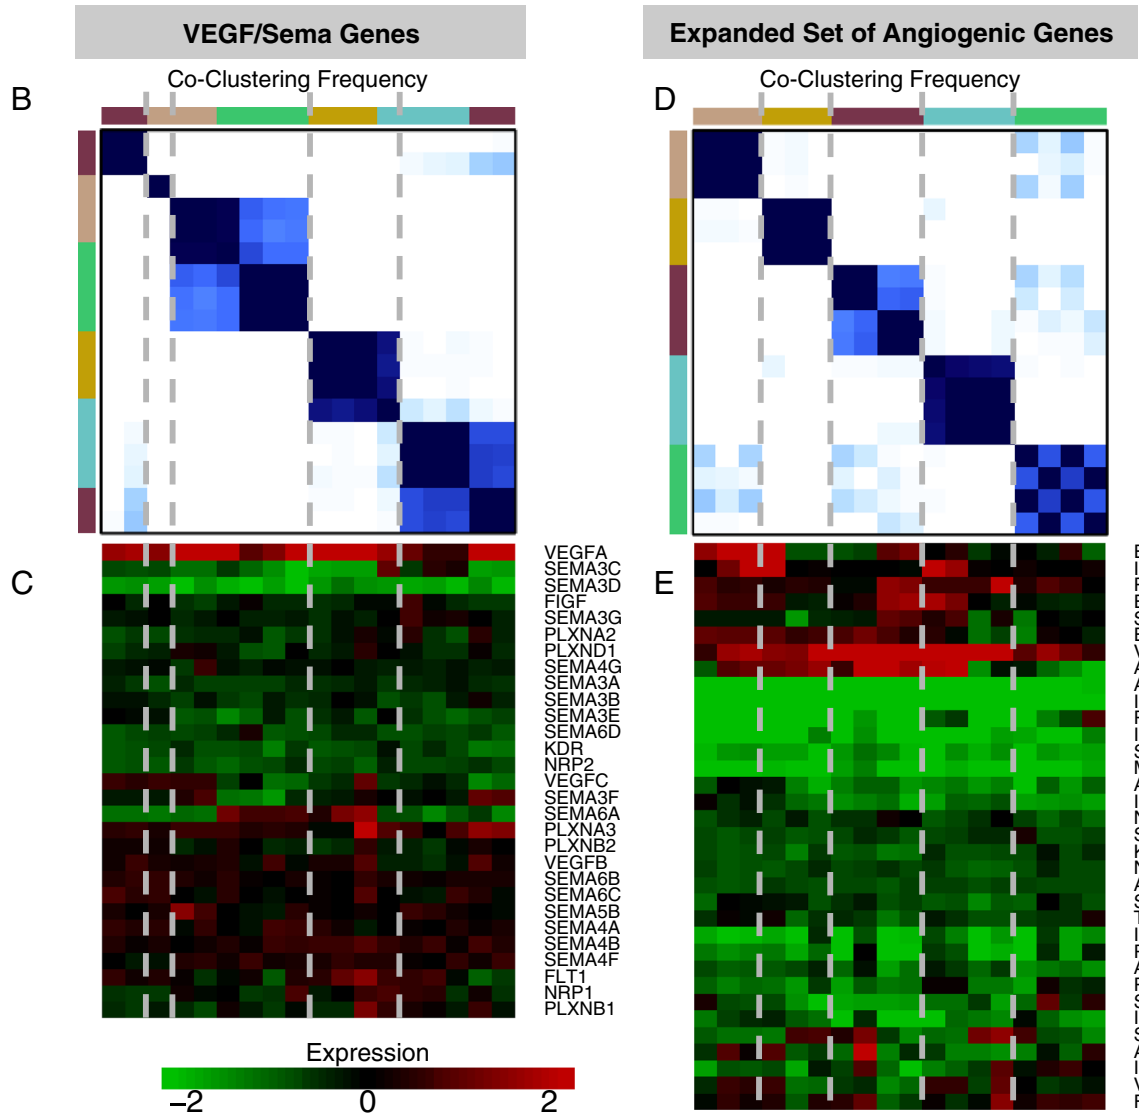 VEGF/Sema Genes
Expanded Set of Angiogenic Genes
B
Co-Clustering Frequency
D
Co-Clustering Frequency
C
VEGFA
SEMA3C
SEMA3D
FIGF
SEMA3G
PLXNA2
PLXND1
SEMA4G
SEMA3A
SEMA3B
SEMA3E
SEMA6D
KDR
NRP2
VEGFC
SEMA3F
SEMA6A
PLXNA3
PLXNB2
VEGFB
SEMA6B
SEMA6C
SEMA5B
SEMA4A
SEMA4B
SEMA4F
FLT1
NRP1
PLXNB1
E
Expression
−2 0 2